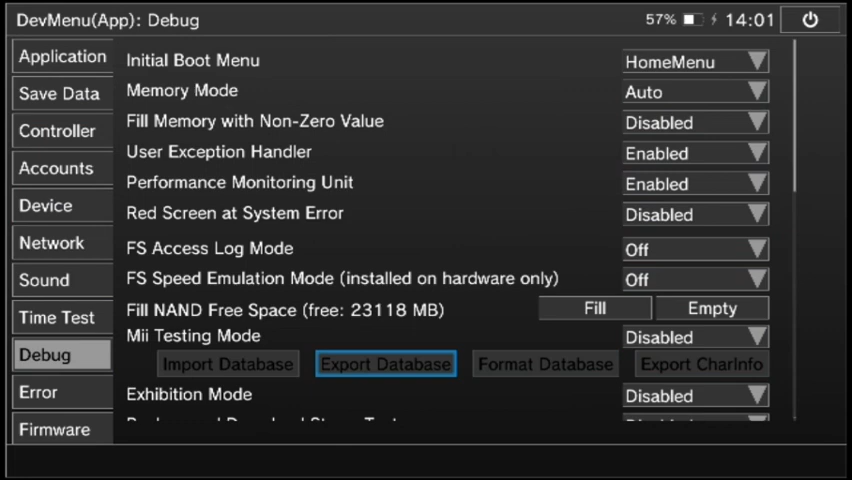 DevMenu(App): Debug 57% 14:01
Application
Save Data
Controller
Accounts
Device
Network
Sound
Time Test
Debug
Error
Firmware
Initial Boot Menu HomeMenu
Memory Mode Auto
Fill Memory with Non-Zero Value Disabled
User Exception Handler Enabled
Performance Monitoring Unit Enabled
Red Screen at System Error Disabled
FS Access Log Mode Off
FS Speed Emulation Mode (installed on hardware only) Off
Fill NAND Free Space (free: 23118 MB) Fill Empty
Mii Testing Mode Disabled
Import Database Export Database Format Database Export CharInfo
Exhibition Mode Disabled